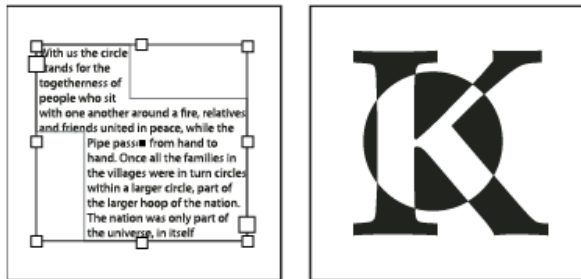 With us the circle
stands for the
togetherness of
people who sit
with one another around a fire, relatives
and friends united in peace, while the
Pipe passes from hand to
hand. Once all the families in
the villages were in turn circles
within a larger circle, part of
the larger hoop of the nation.
The nation was only part of
the universe, in itself
K